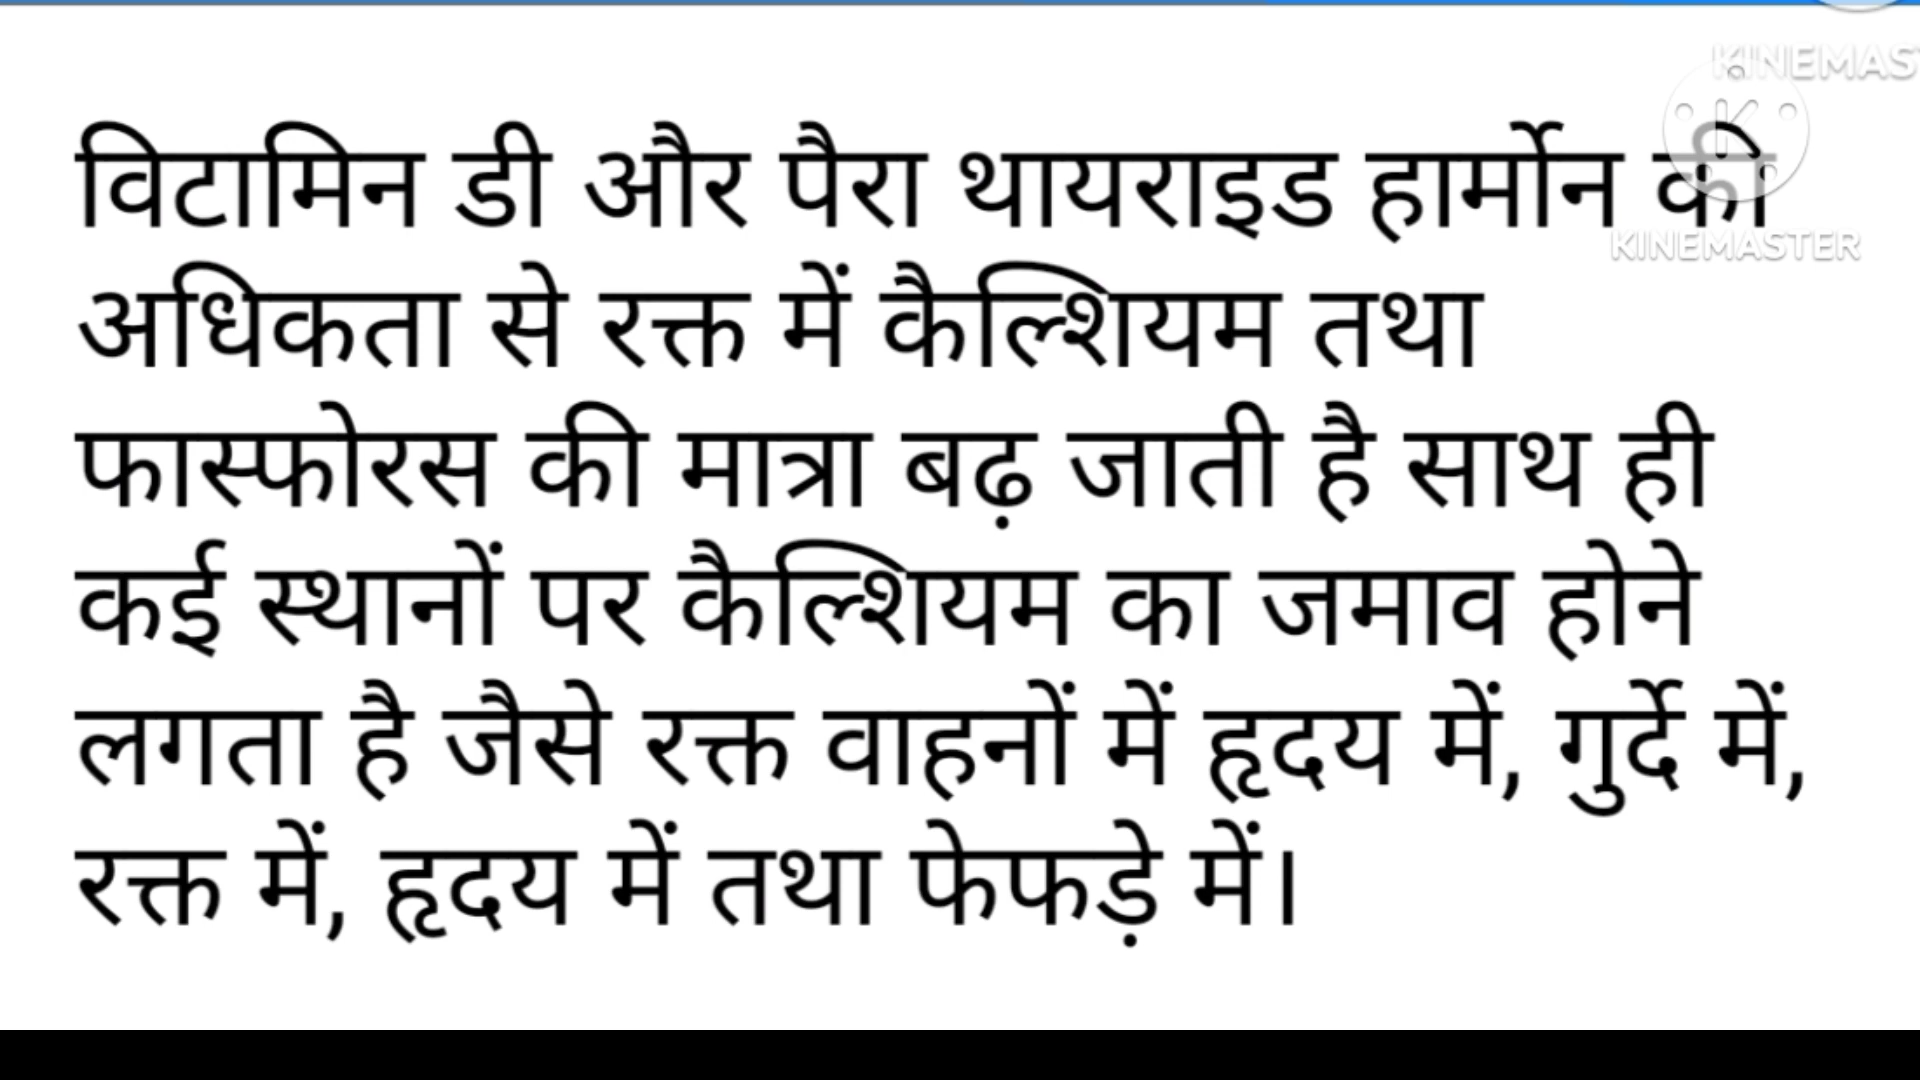 KINEMAS
विटामिन डी और पैरा थायराइड हार्मोन की
KINEMASTER
अधिकता से रक्त में कैल्शियम तथा
फास्फोरस की मात्रा बढ़ जाती है साथ ही
कई स्थानों पर कैल्शियम का जमाव होने
लगता है जैसे रक्त वाहनों में हृदय में, गुर्दे में,
रक्त में, हृदय में तथा फेफड़े में।